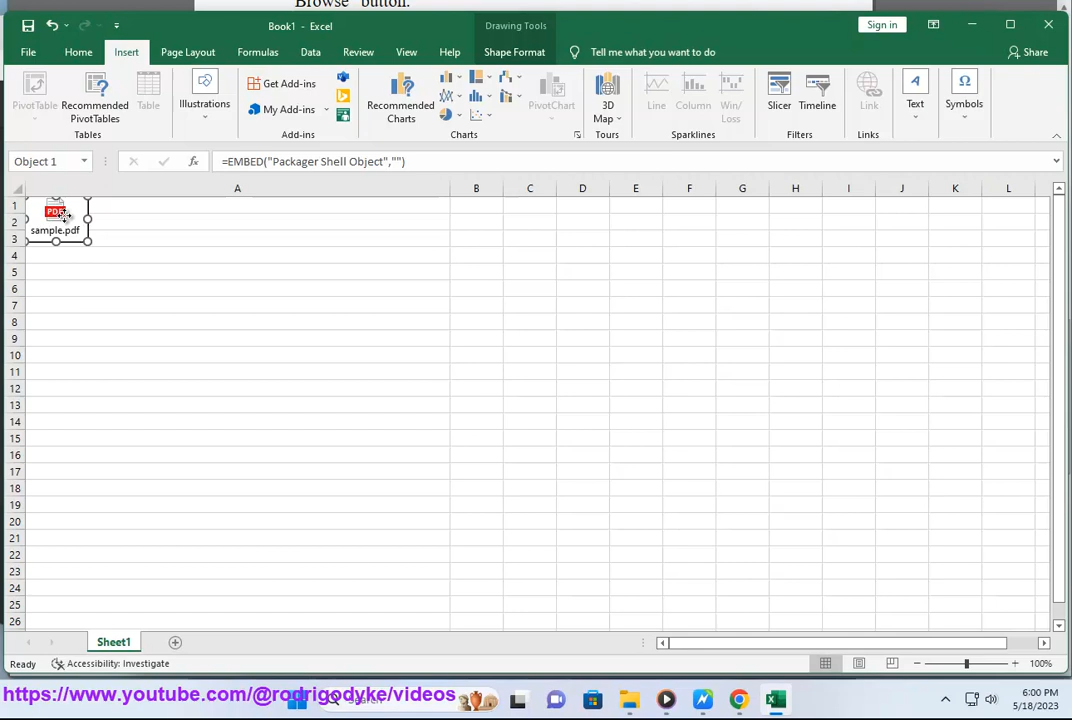 "Browse" button.
Book1 - Excel
Drawing Tools
Sign in
File Home Insert Page Layout Formulas Data Review View Help Shape Format Tell me what you want to do Share
PivotTable
Recommended PivotTables
Table
Tables
Illustrations
Get Add-ins
My Add-ins
Add-ins
Recommended Charts
PivotChart
Charts
3D Map
Tours
Line
Column
Win/Loss
Sparklines
Slicer
Timeline
Filters
Link
Links
Text
Symbols
Object 1 fx =EMBED("Packager Shell Object","")
A B C D E F G H I J K L
1
PDF
2
sample.pdf
3
4
5
6
7
8
9
10
11
12
13
14
15
16
17
18
19
20
21
22
23
24
25
26
Sheet1
Ready Accessibility: Investigate 100%
https://www.youtube.com/@rodrigodyke/videos
Search
6:00 PM
5/18/2023